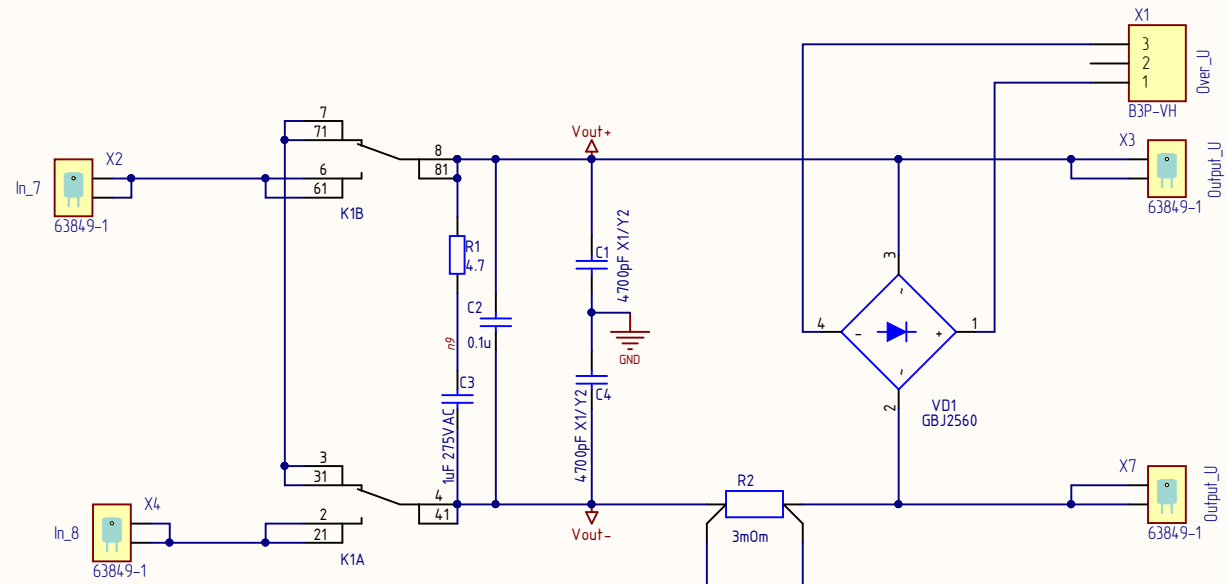 X1
3
2
1
Over_U
B3P-VH
X2
In_7
63849-1
7
71
6
61
K1B
8
81
Vout+
X3
Output_U
63849-1
R1
4.7
C2
0.1u
n9
C3
1uF 275VAC
C1
4700pF X1/Y2
GND
C4
4700pF X1/Y2
3
~
4
-
+
1
~
2
VD1
GBJ2560
X4
In_8
63849-1
3
31
2
21
K1A
4
41
Vout-
R2
3mOm
X7
Output_U
63849-1